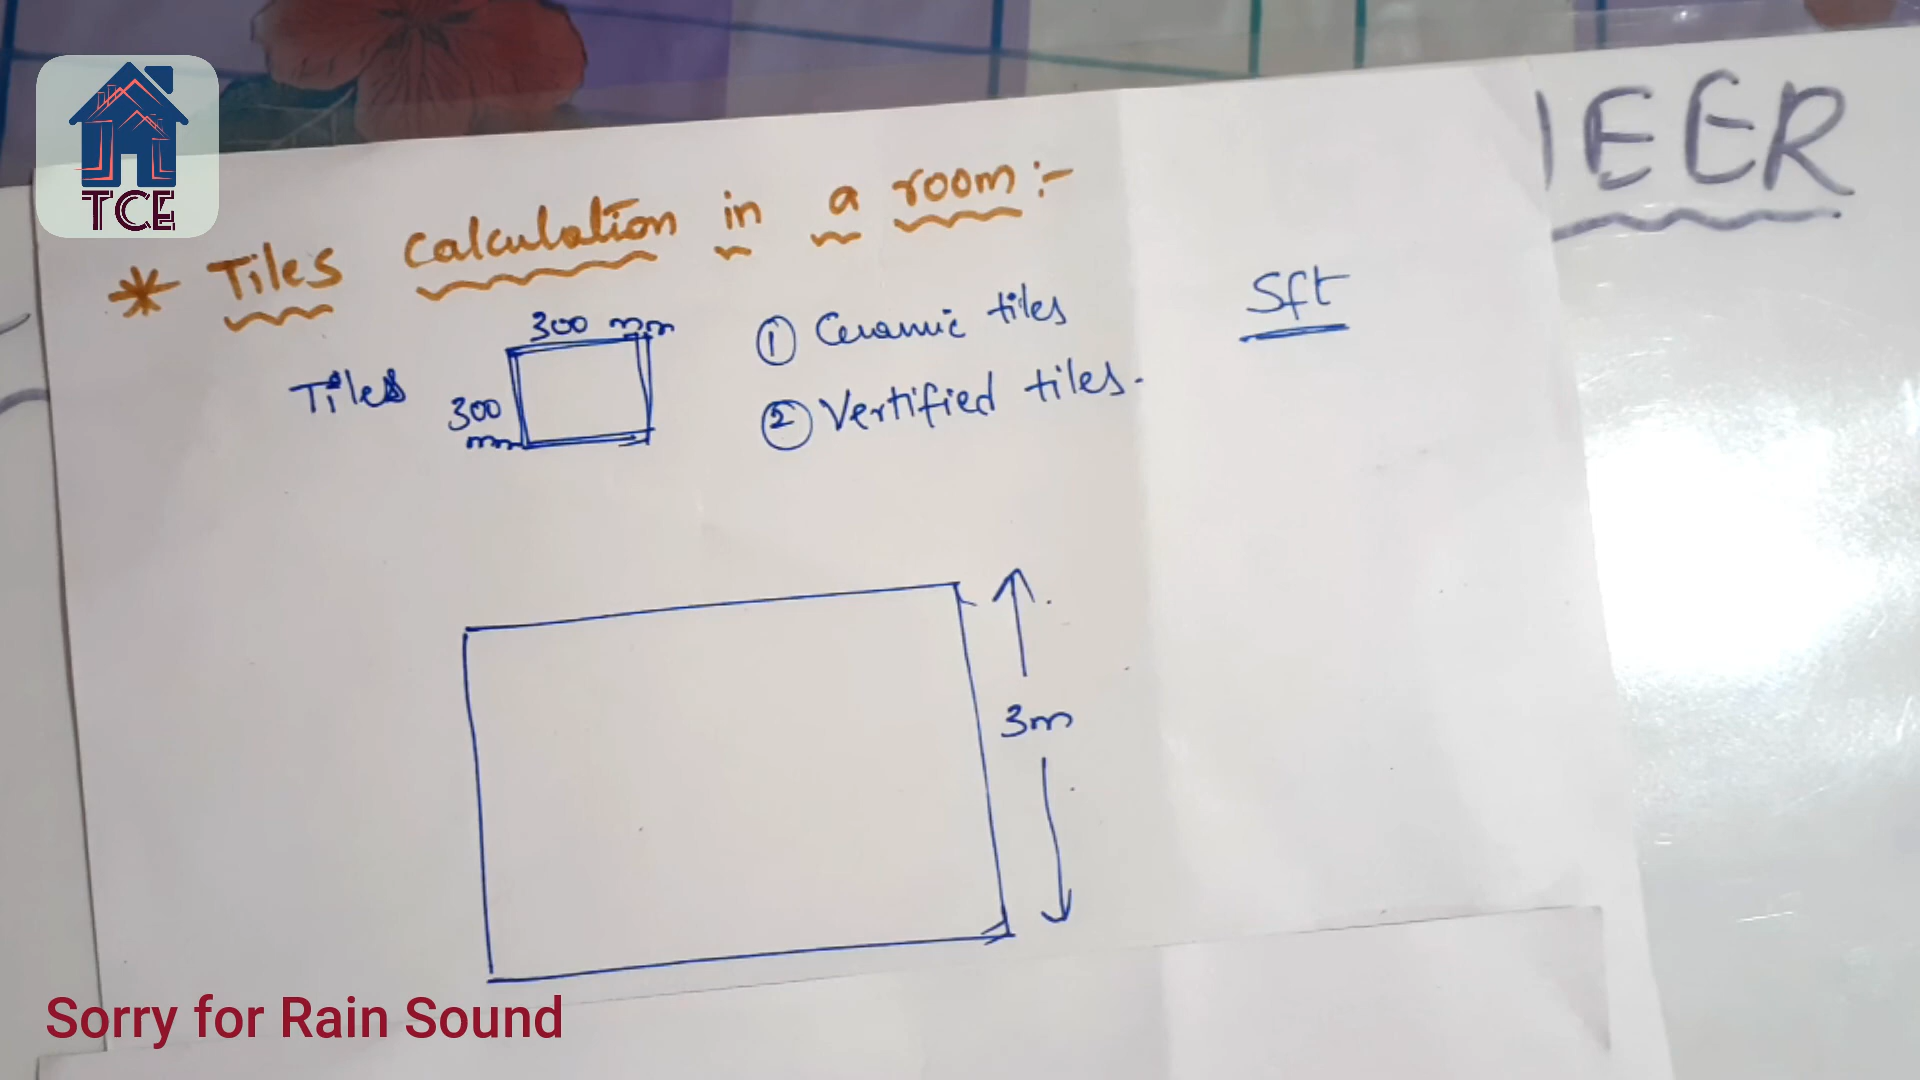 TCE
IEER
* Tiles calculation in a room :-
Sft
300 mm
Tiles
300
mm
① Ceramic tiles
② Vertified tiles.
3m
Sorry for Rain Sound